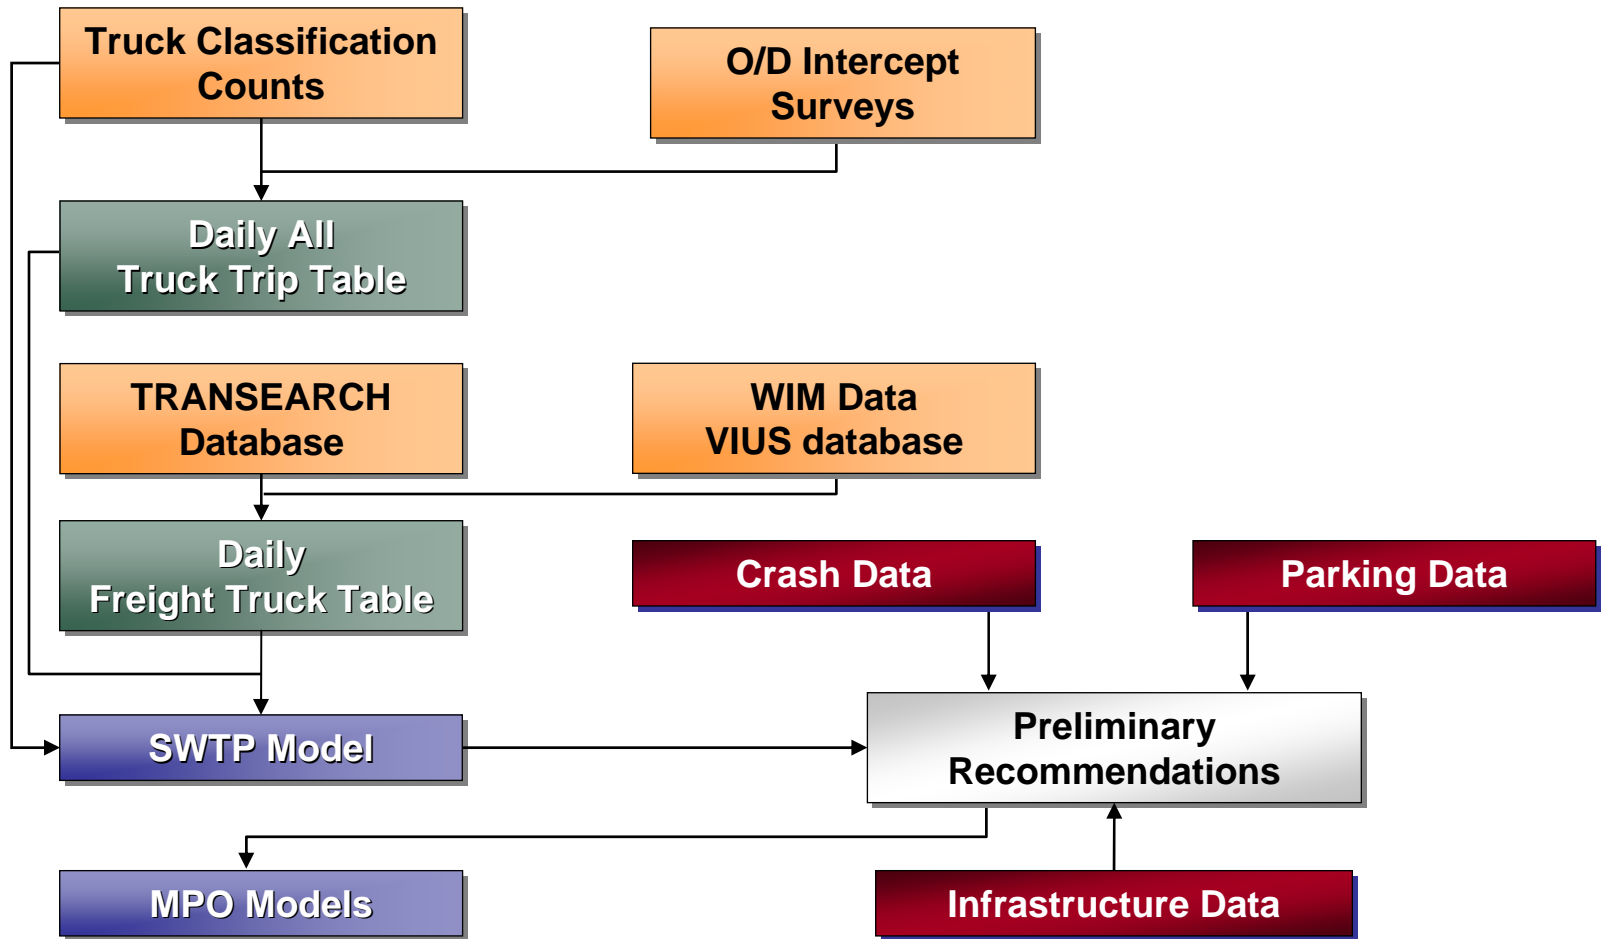 Truck Classification
Counts
O/D Intercept
Surveys
Daily All
Truck Trip Table
TRANSEARCH
Database
WIM Data
VIUS database
Daily
Freight Truck Table
Crash Data
Parking Data
SWTP Model
Preliminary
Recommendations
MPO Models
Infrastructure Data